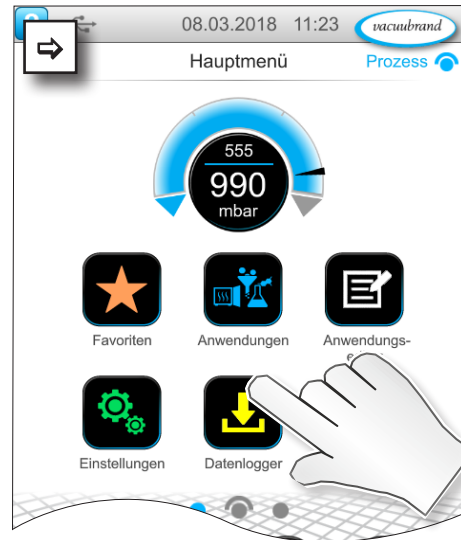 08.03.2018 11:23 vacuubrand
Hauptmenü Prozess
555
990
mbar
Favoriten Anwendungen Anwendungs-
Einstellungen Datenlogger